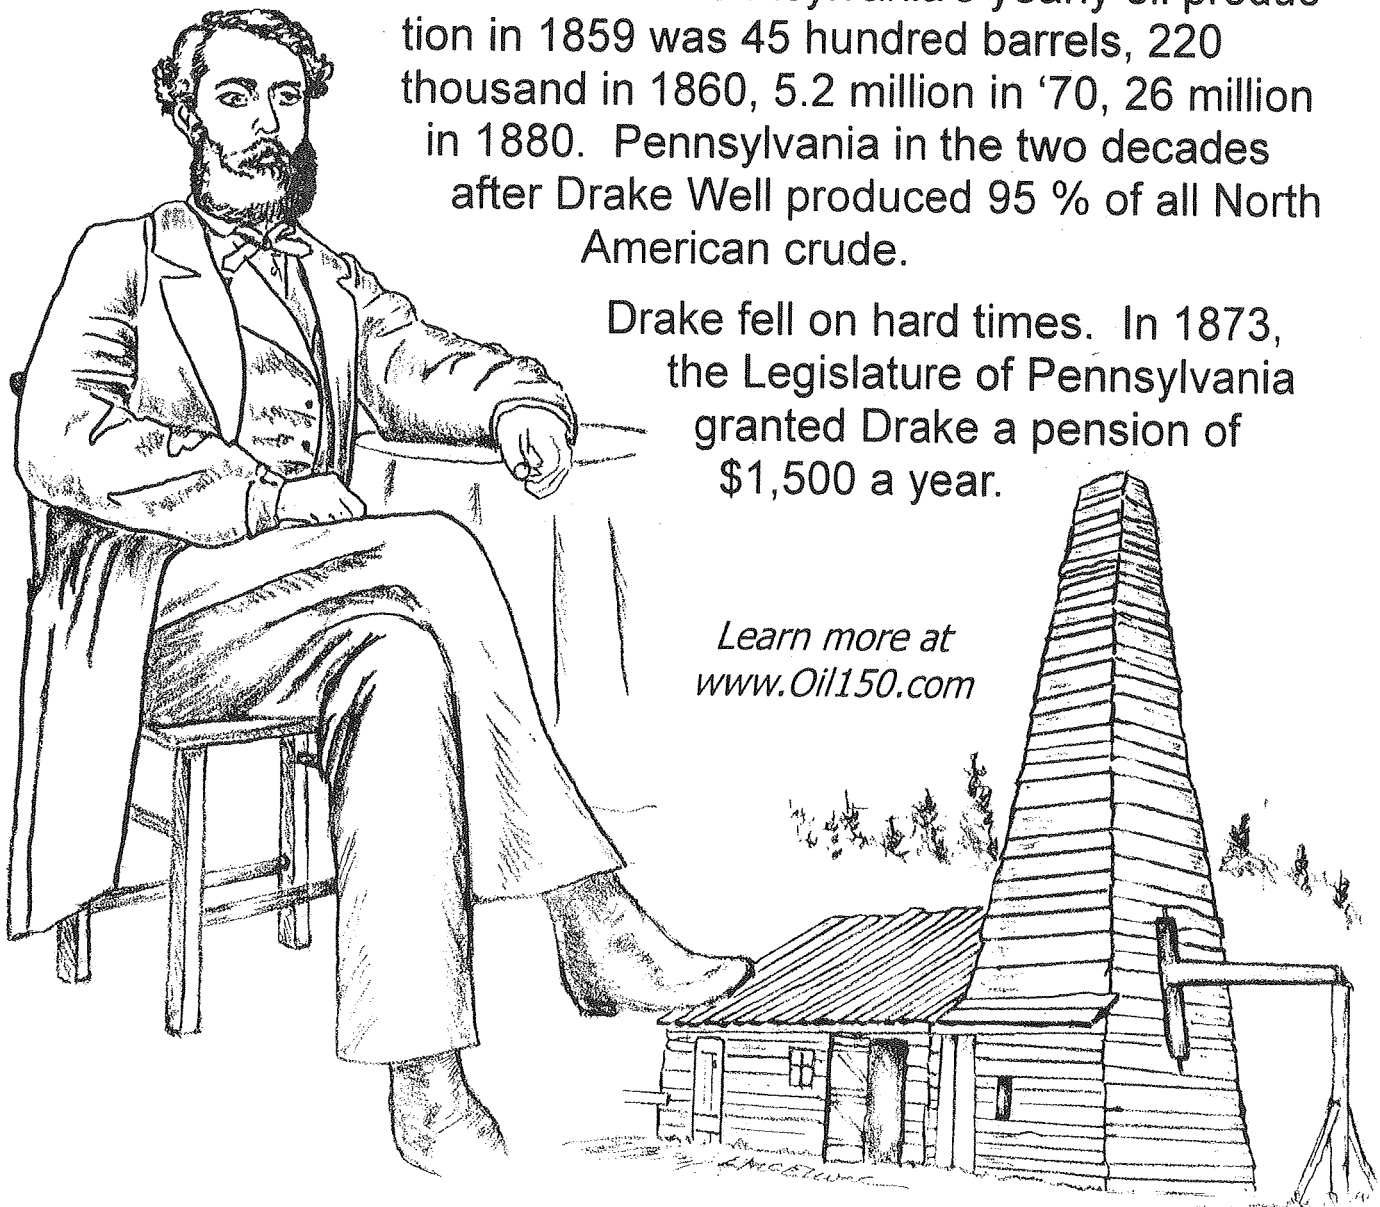 yearly oil produc
tion in 1859 was 45 hundred barrels, 220
thousand in 1860, 5.2 million in ‘70, 26 million
in 1880. Pennsylvania in the two decades
after Drake Well produced 95 % of all North
American crude.
Drake fell on hard times. In 1873,
the Legislature of Pennsylvania
granted Drake a pension of
$1,500 a year.
Learn more at
www.Oil150.com